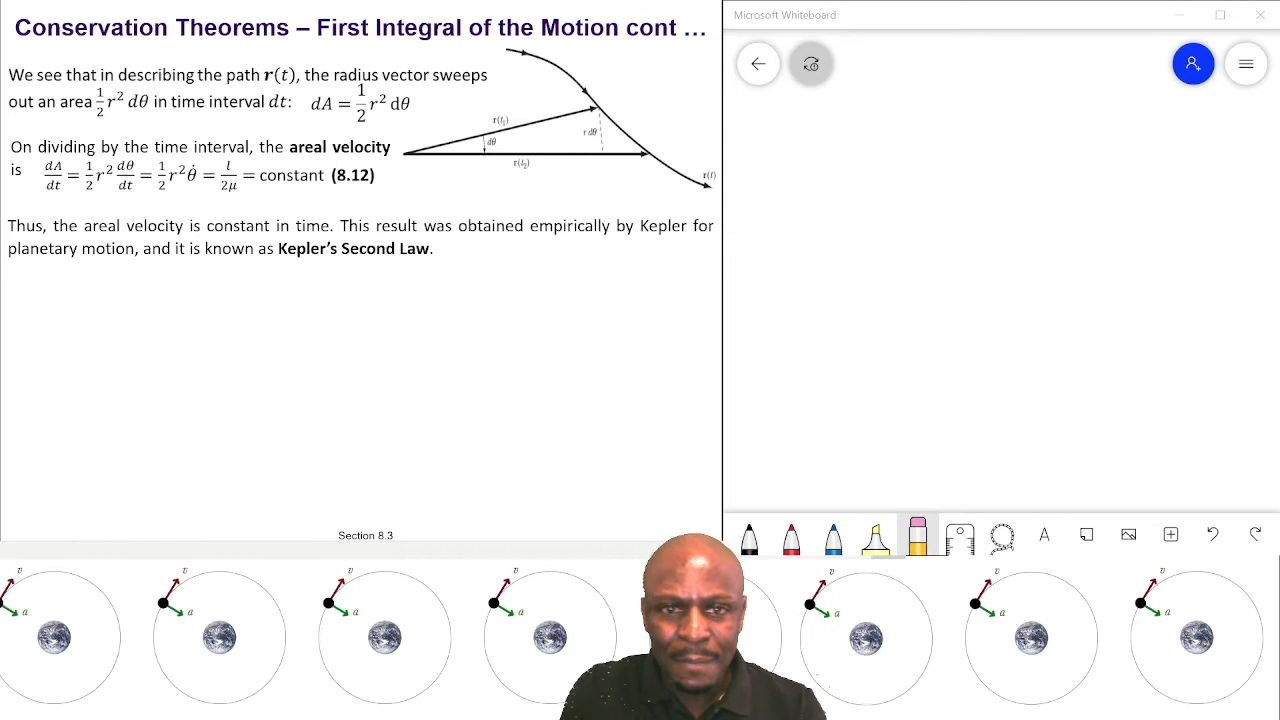 Conservation Theorems – First Integral of the Motion cont …
We see that in describing the path r(t), the radius vector sweeps
out an area 1/2 r² dθ in time interval dt: dA = 1/2 r² dθ
On dividing by the time interval, the areal velocity
is dA/dt = 1/2 r² dθ/dt = 1/2 r² θ̇ = l/2μ = constant (8.12)
r(t₁)
dθ
r dθ
r(t₂)
r(t)
Thus, the areal velocity is constant in time. This result was obtained empirically by Kepler for
planetary motion, and it is known as Kepler's Second Law.
Section 8.3
Microsoft Whiteboard
A
v v v v v v v
a a a a a a a